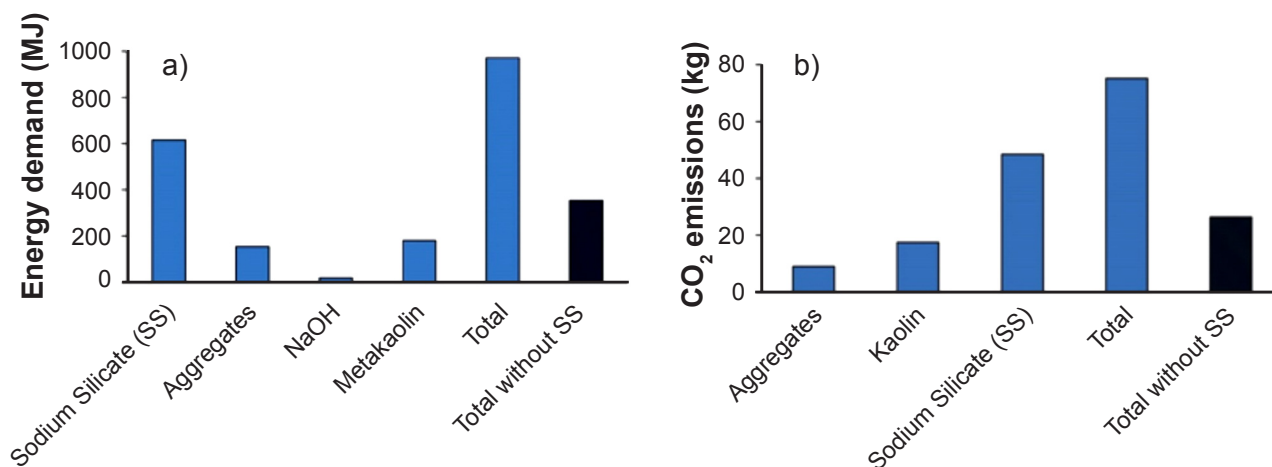 a)
Energy demand (MJ)
1000
800
600
400
200
0
Sodium Silicate (SS)
Aggregates
NaOH
Metakaolin
Total
Total without SS
b)
CO₂ emissions (kg)
80
60
40
20
0
Aggregates
Kaolin
Sodium Silicate (SS)
Total
Total without SS